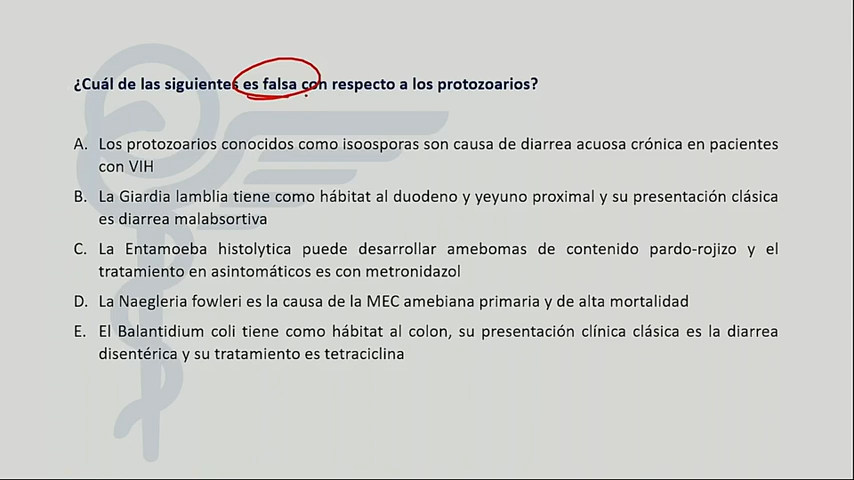 ¿Cuál de las siguientes es falsa con respecto a los protozoarios?
A. Los protozoarios conocidos como isoosporas son causa de diarrea acuosa crónica en pacientes
con VIH
B. La Giardia lamblia tiene como hábitat al duodeno y yeyuno proximal y su presentación clásica
es diarrea malabsortiva
C. La Entamoeba histolytica puede desarrollar amebomas de contenido pardo-rojizo y el
tratamiento en asintomáticos es con metronidazol
D. La Naegleria fowleri es la causa de la MEC amebiana primaria y de alta mortalidad
E. El Balantidium coli tiene como hábitat al colon, su presentación clínica clásica es la diarrea
disentérica y su tratamiento es tetraciclina